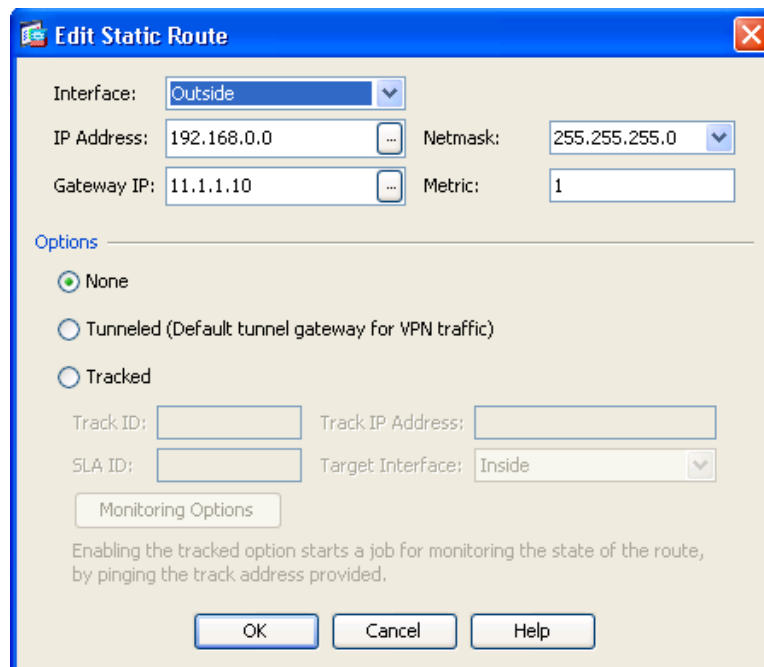 Edit Static Route
Interface: Outside
IP Address: 192.168.0.0 ... Netmask: 255.255.255.0
Gateway IP: 11.1.1.10 ... Metric: 1
Options
None
Tunneled (Default tunnel gateway for VPN traffic)
Tracked
Track ID: Track IP Address:
SLA ID: Target Interface: Inside
Monitoring Options
Enabling the tracked option starts a job for monitoring the state of the route,
by pinging the track address provided.
OK Cancel Help